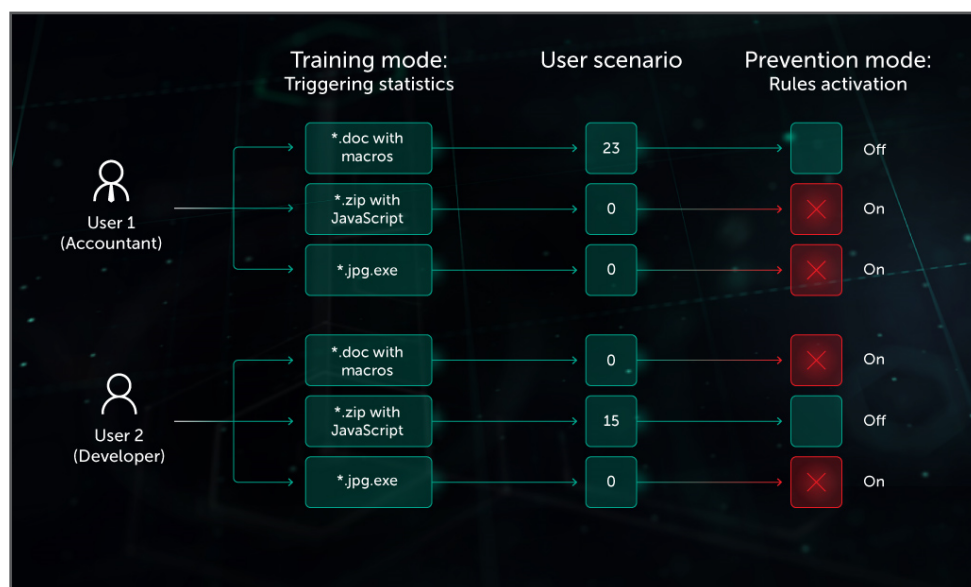 Training mode:
Triggering statistics
User scenario
Prevention mode:
Rules activation
User 1
(Accountant)
*.doc with
macros
23
Off
*.zip with
JavaScript
0
On
*.jpg.exe
0
On
User 2
(Developer)
*.doc with
macros
0
On
*.zip with
JavaScript
15
Off
*.jpg.exe
0
On